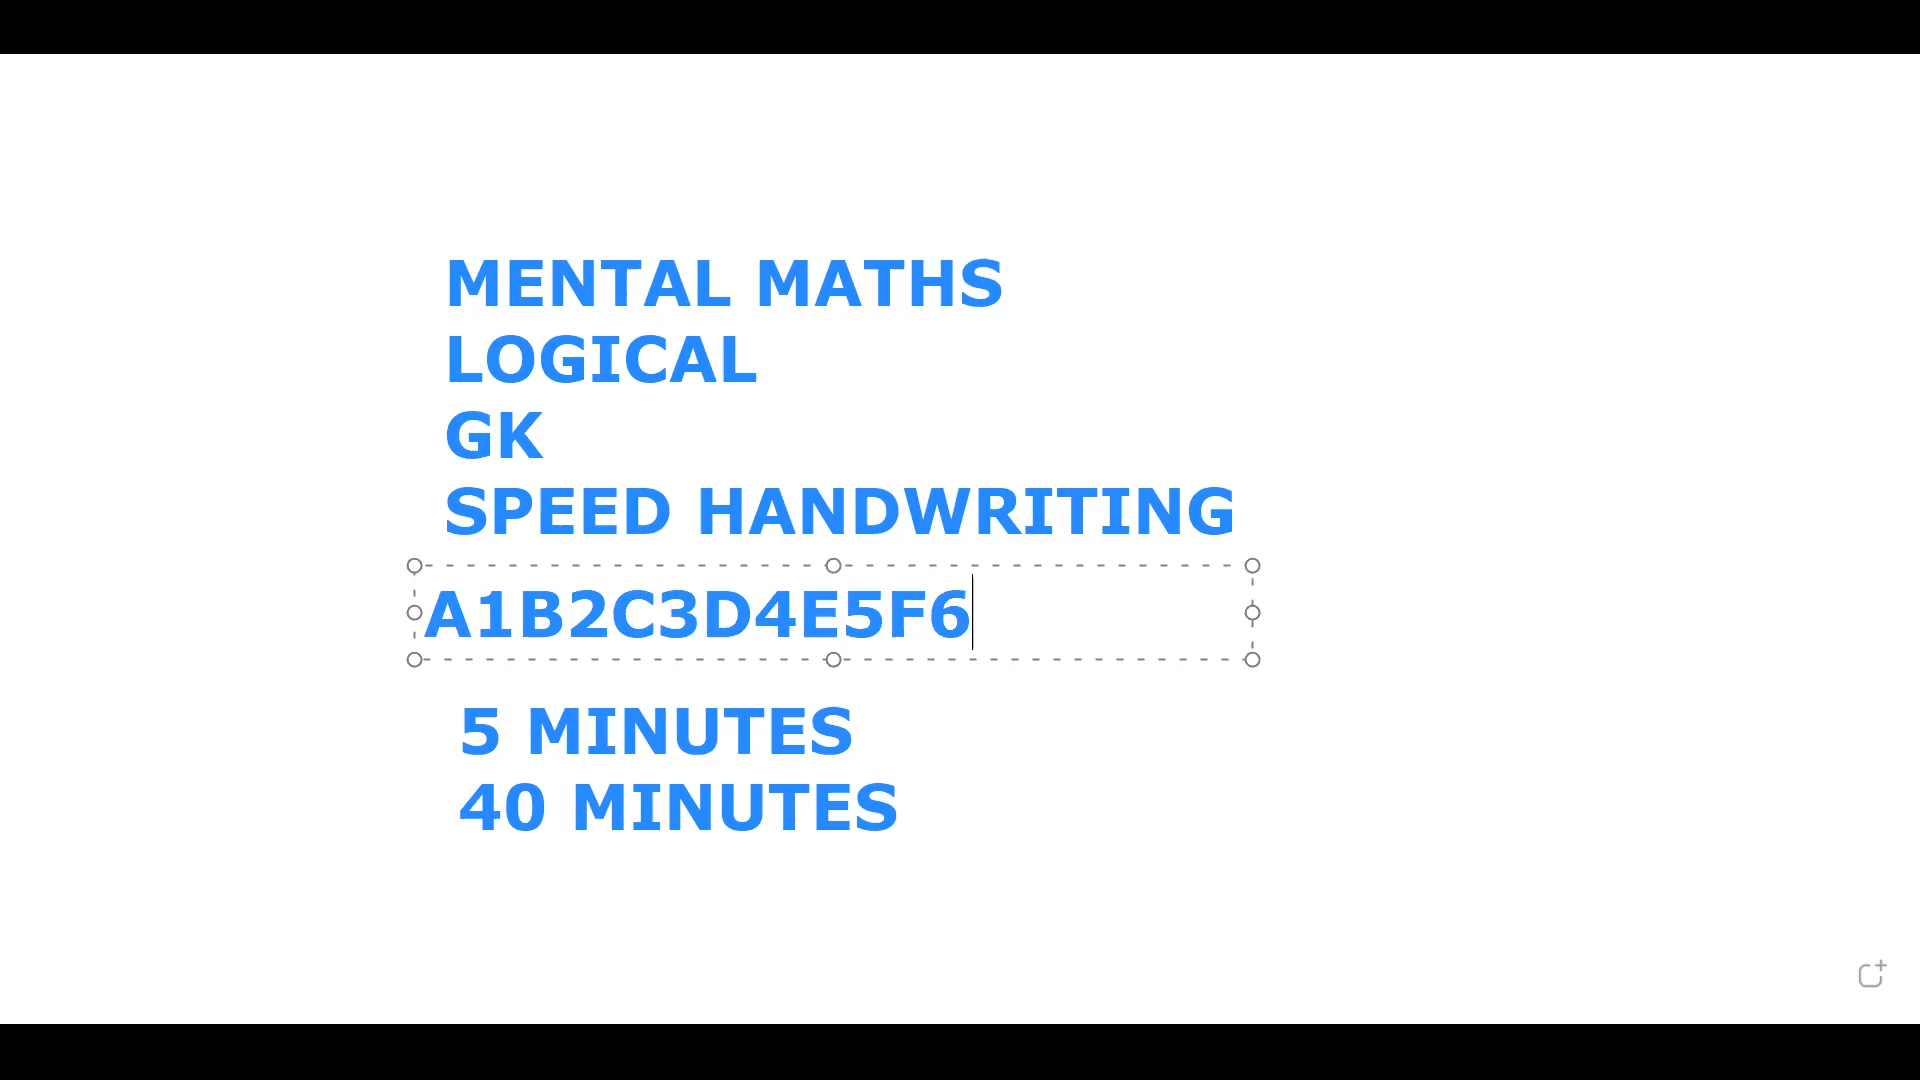 MENTAL MATHS
LOGICAL
GK
SPEED HANDWRITING
A1B2C3D4E5F6
5 MINUTES
40 MINUTES